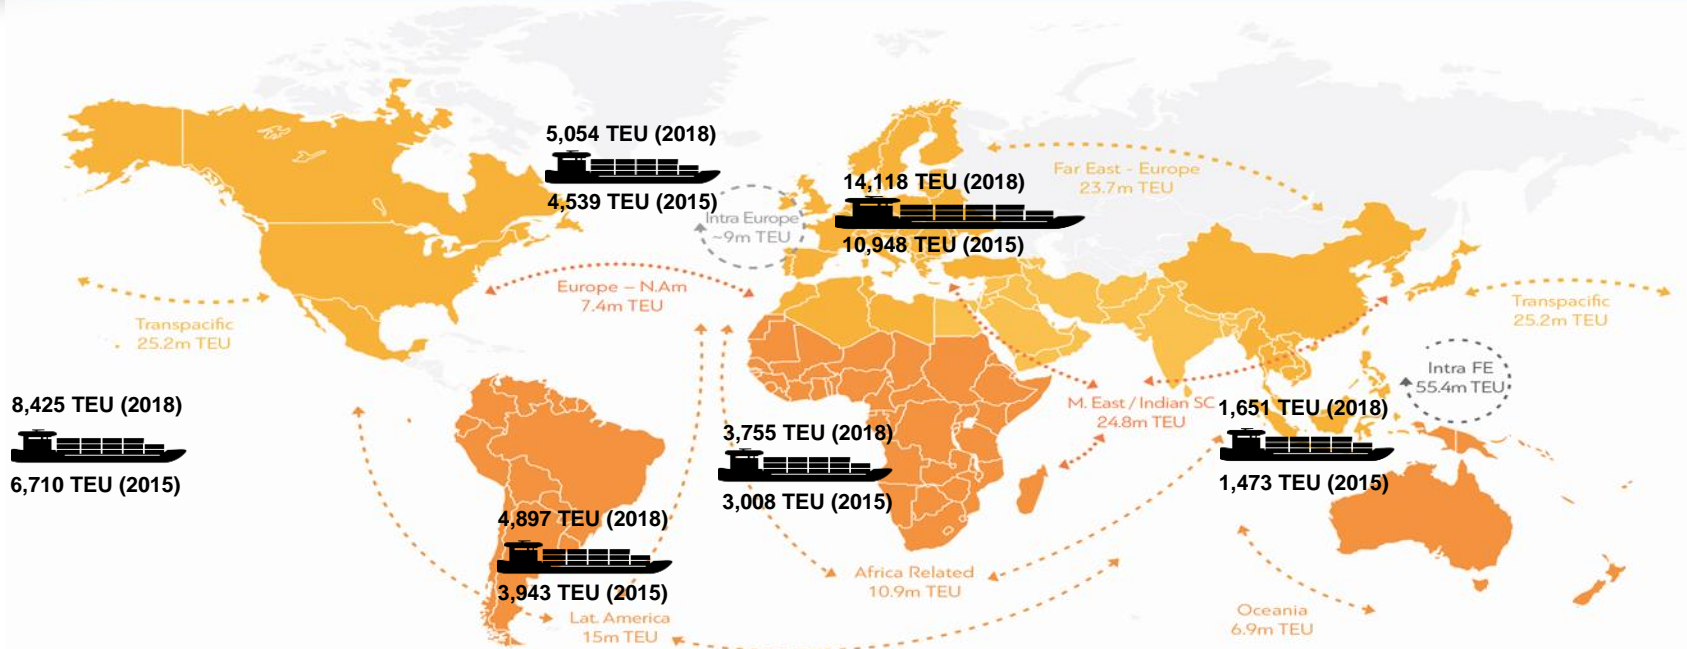 5,054 TEU (2018)
4,539 TEU (2015)
Intra Europe
~9m TEU
14,118 TEU (2018)
10,948 TEU (2015)
Far East - Europe
23.7m TEU
Europe – N.Am
7.4m TEU
Transpacific
25.2m TEU
Transpacific
25.2m TEU
Intra FE
55.4m TEU
M. East / Indian SC
24.8m TEU
8,425 TEU (2018)
6,710 TEU (2015)
3,755 TEU (2018)
3,008 TEU (2015)
1,651 TEU (2018)
1,473 TEU (2015)
4,897 TEU (2018)
3,943 TEU (2015)
Lat. America
15m TEU
Africa Related
10.9m TEU
Oceania
6.9m TEU